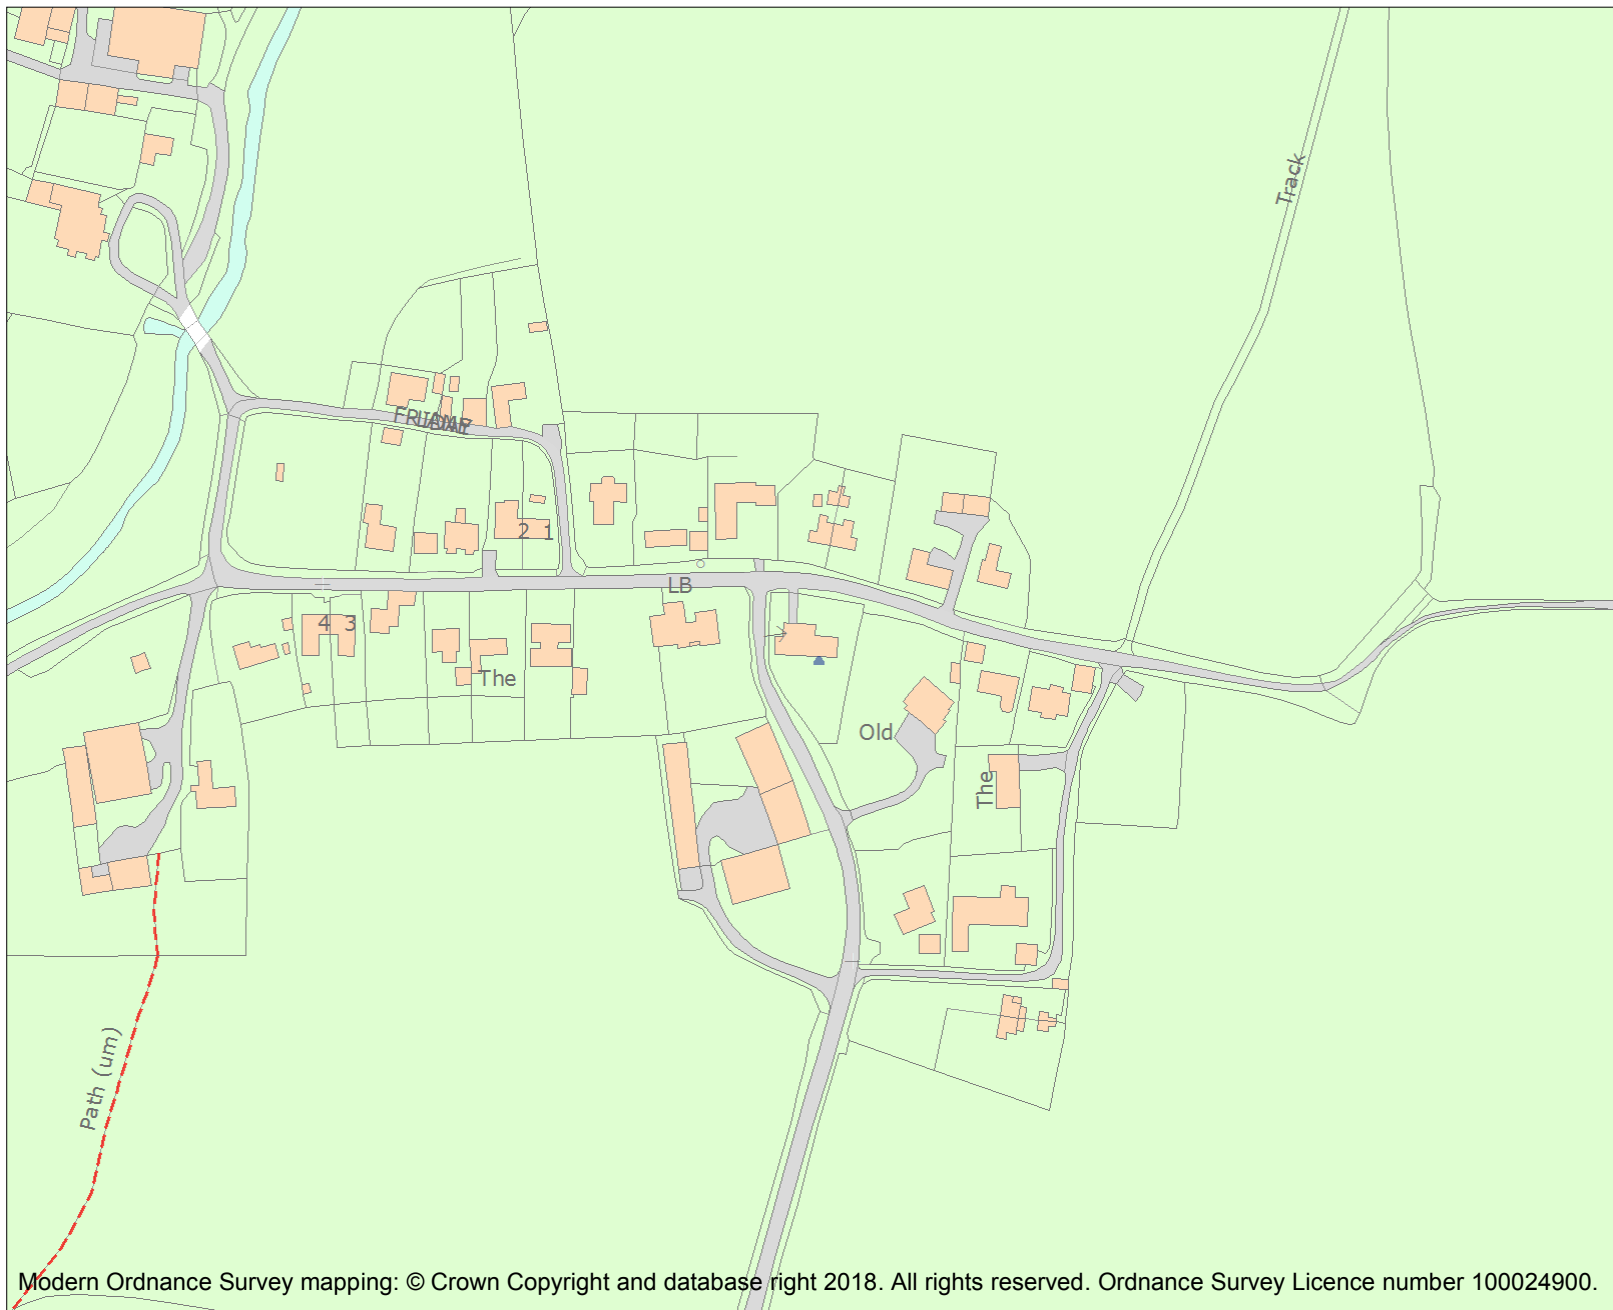 Track
2 1
LB
4 3
The
Old
The
Path (um)
Modern Ordnance Survey mapping: © Crown Copyright and database right 2018. All rights reserved. Ordnance Survey Licence number 100024900.